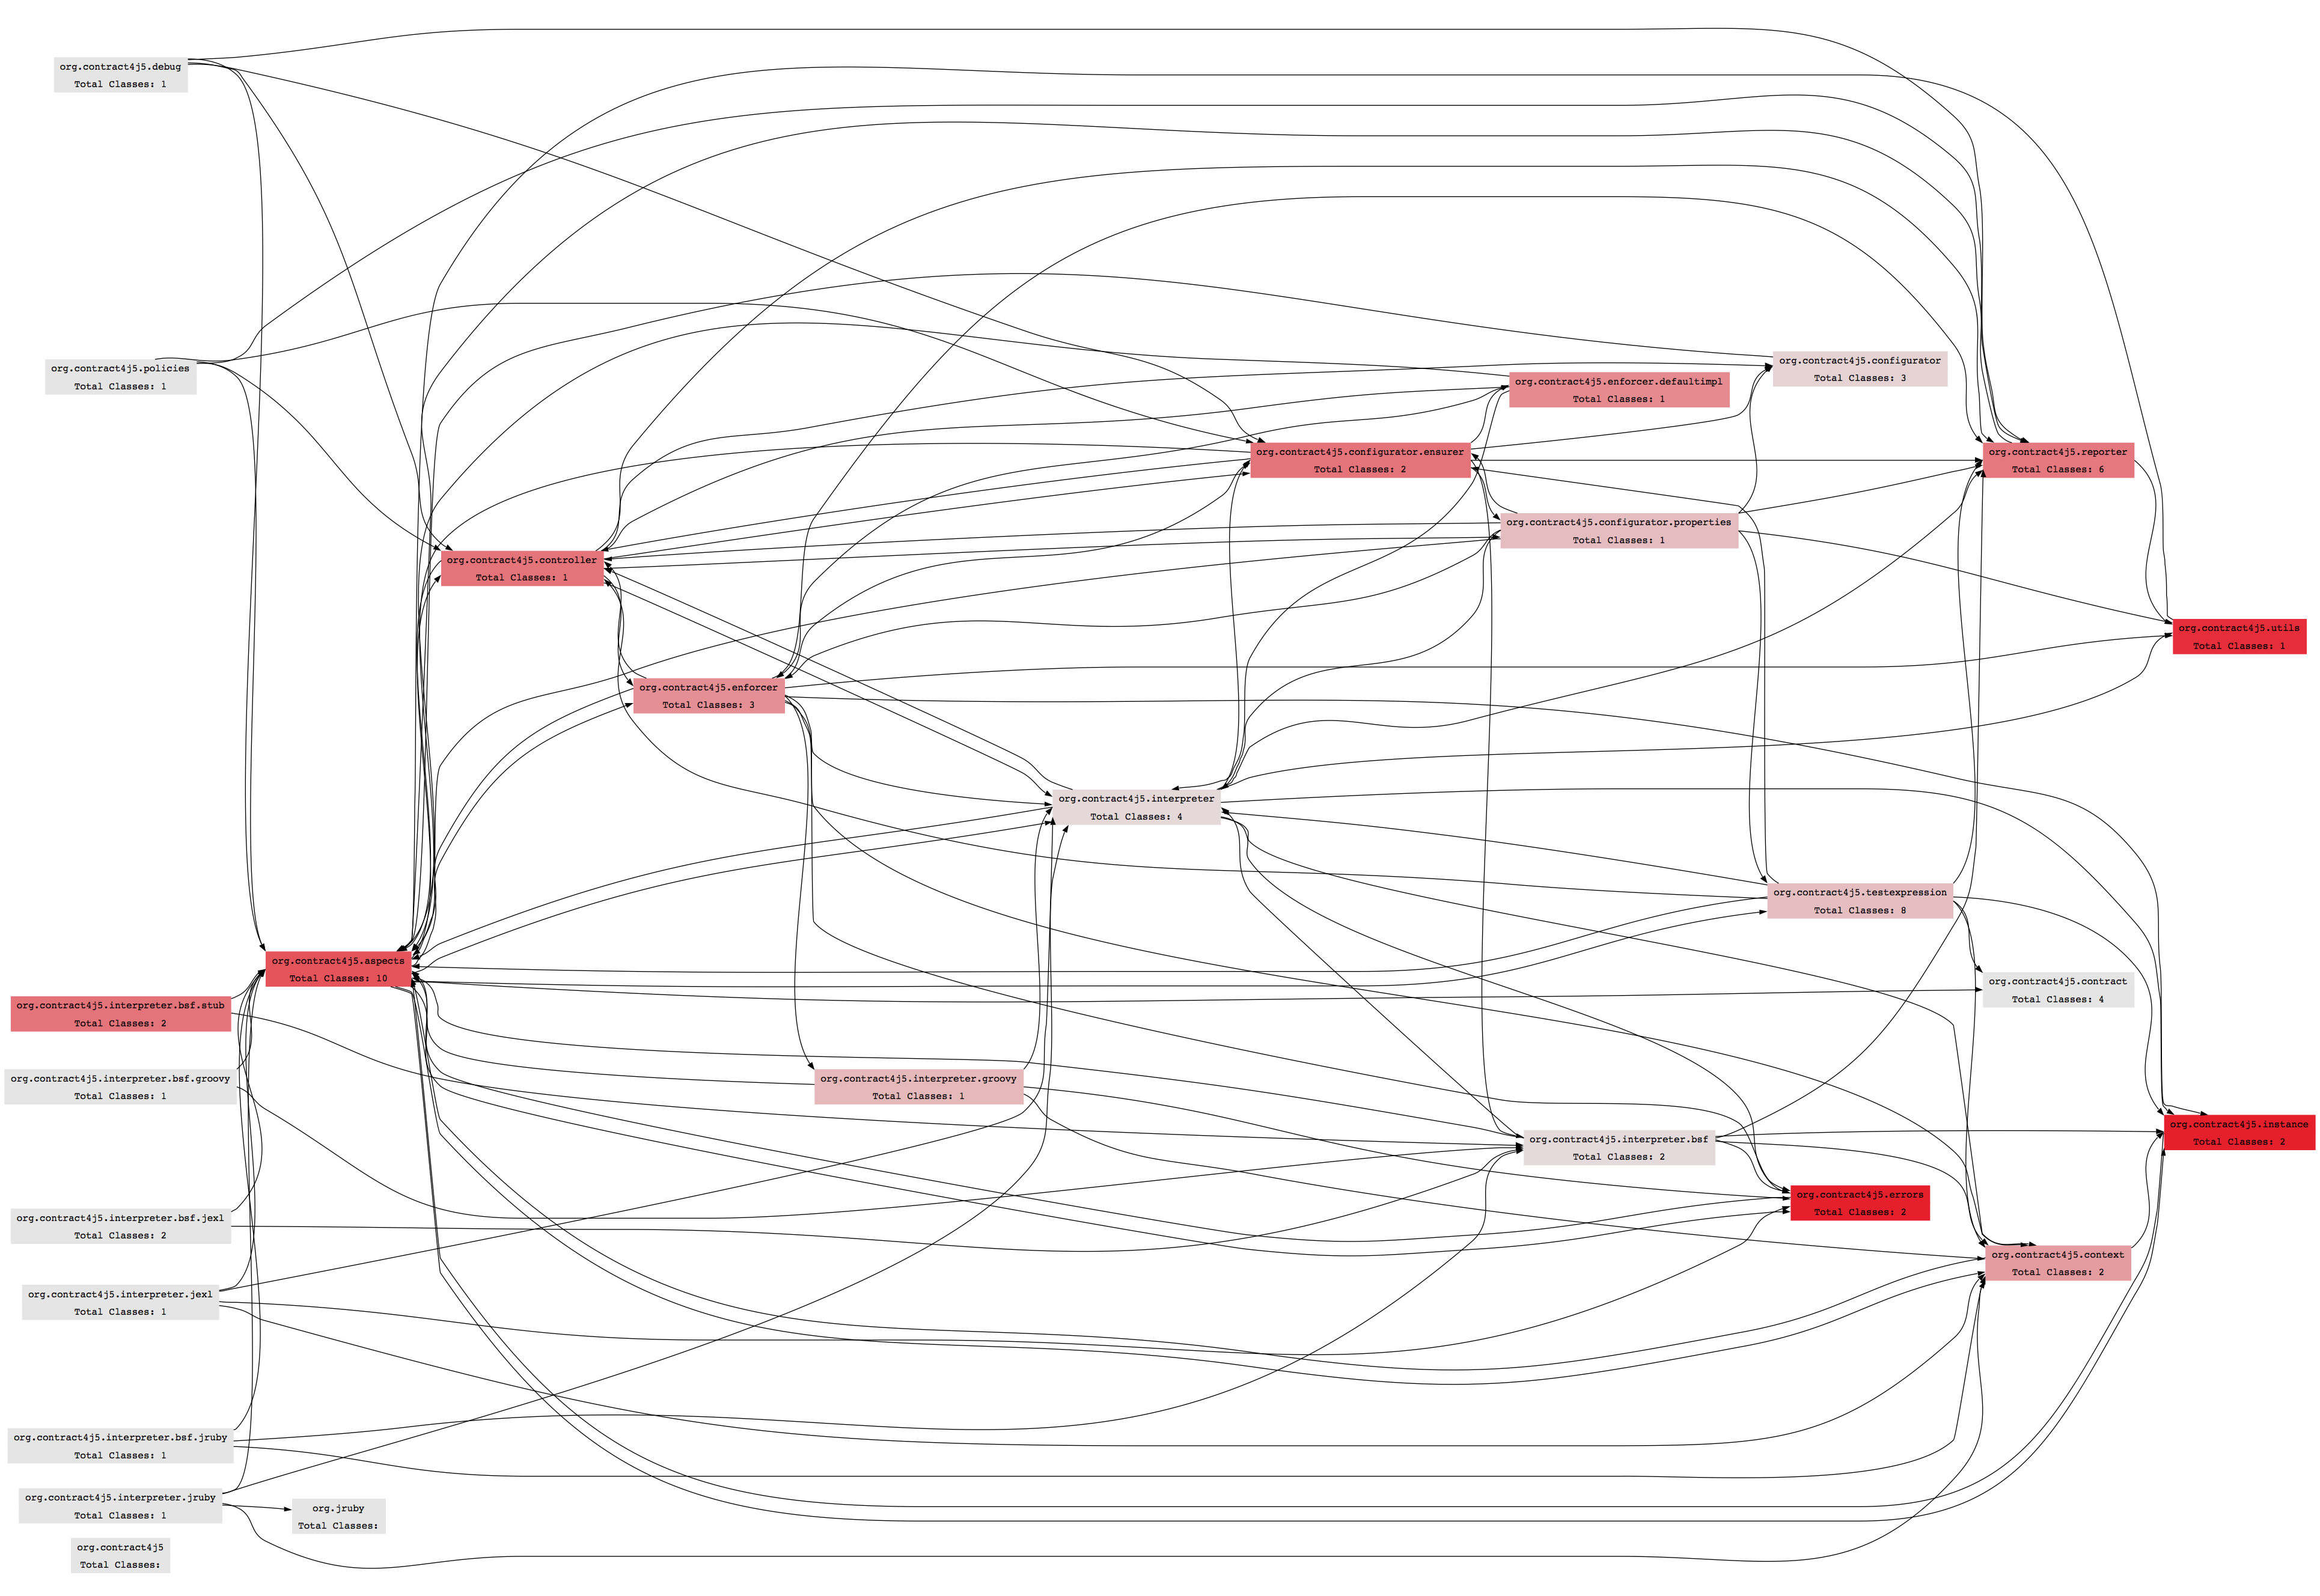 org.contract4j5.debug
Total Classes: 1
org.contract4j5.policies
Total Classes: 1
org.contract4j5.configurator
Total Classes: 3
org.contract4j5.enforcer.defaultimpl
Total Classes: 1
org.contract4j5.configurator.ensurer
Total Classes: 2
org.contract4j5.reporter
Total Classes: 6
org.contract4j5.configurator.properties
Total Classes: 1
org.contract4j5.controller
Total Classes: 1
org.contract4j5.utils
Total Classes: 1
org.contract4j5.enforcer
Total Classes: 3
org.contract4j5.interpreter
Total Classes: 4
org.contract4j5.testexpression
Total Classes: 8
org.contract4j5.aspects
Total Classes: 10
org.contract4j5.contract
Total Classes: 4
org.contract4j5.interpreter.bsf.stub
Total Classes: 2
org.contract4j5.interpreter.bsf.groovy
Total Classes: 1
org.contract4j5.interpreter.groovy
Total Classes: 1
org.contract4j5.instance
Total Classes: 2
org.contract4j5.interpreter.bsf
Total Classes: 2
org.contract4j5.errors
Total Classes: 2
org.contract4j5.interpreter.bsf.jexl
Total Classes: 2
org.contract4j5.context
Total Classes: 2
org.contract4j5.interpreter.jexl
Total Classes: 1
org.contract4j5.interpreter.bsf.jruby
Total Classes: 1
org.contract4j5.interpreter.jruby
Total Classes: 1
org.jruby
Total Classes:
org.contract4j5
Total Classes: